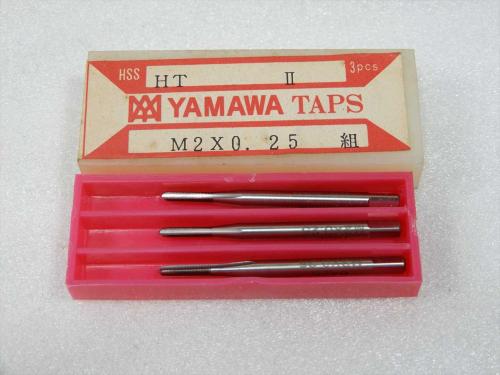 HSS HT II 3pcs
YAMAWA TAPS
M2X0.25 組